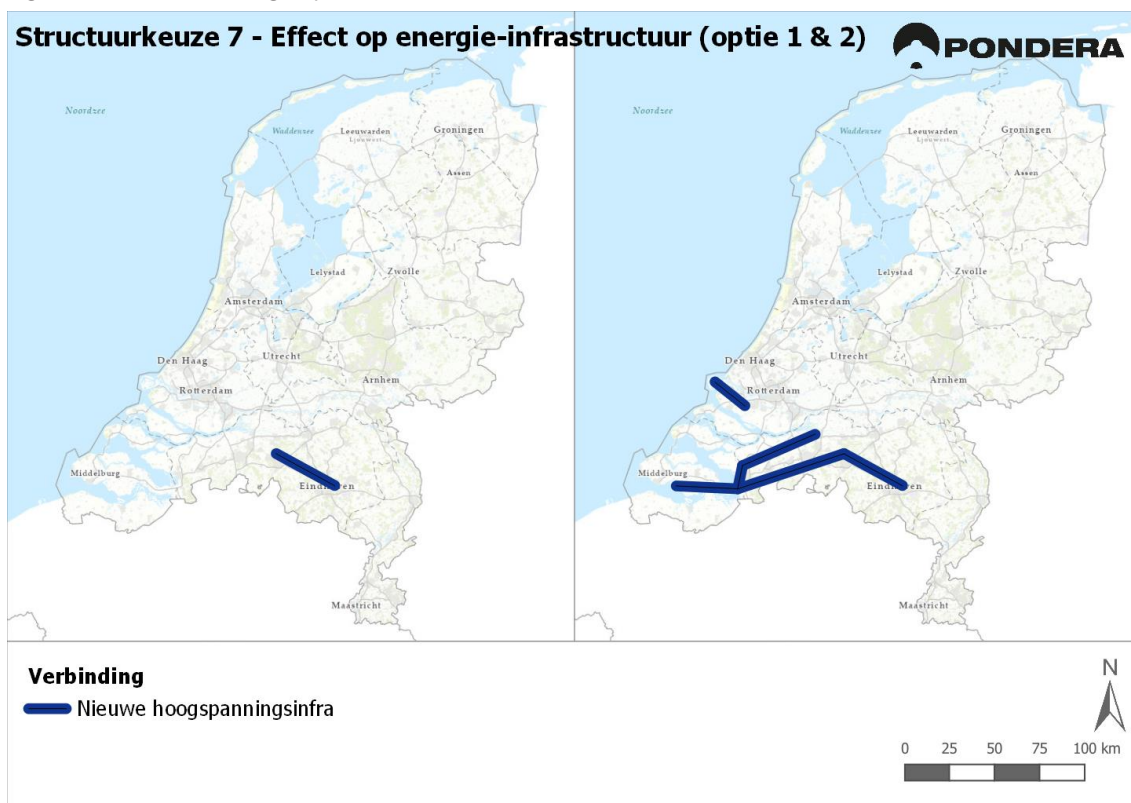 Structuurkeuze 7 - Effect op energie-infrastructuur (optie 1 & 2)
PONDERA
Noordzee
Waddenzee
Leeuwarden
Ljouwert
Groningen
Assen
Lelystad
Zwolle
Amsterdam
Den Haag
Utrecht
Rotterdam
Arnhem
Middelburg
Eindhoven
Maastricht
Noordzee
Waddenzee
Leeuwarden
Ljouwert
Groningen
Assen
Lelystad
Zwolle
Amsterdam
Den Haag
Utrecht
Rotterdam
Arnhem
Middelburg
Eindhoven
Maastricht
Verbinding
Nieuwe hoogspanningsinfra
N
0 25 50 75 100 km